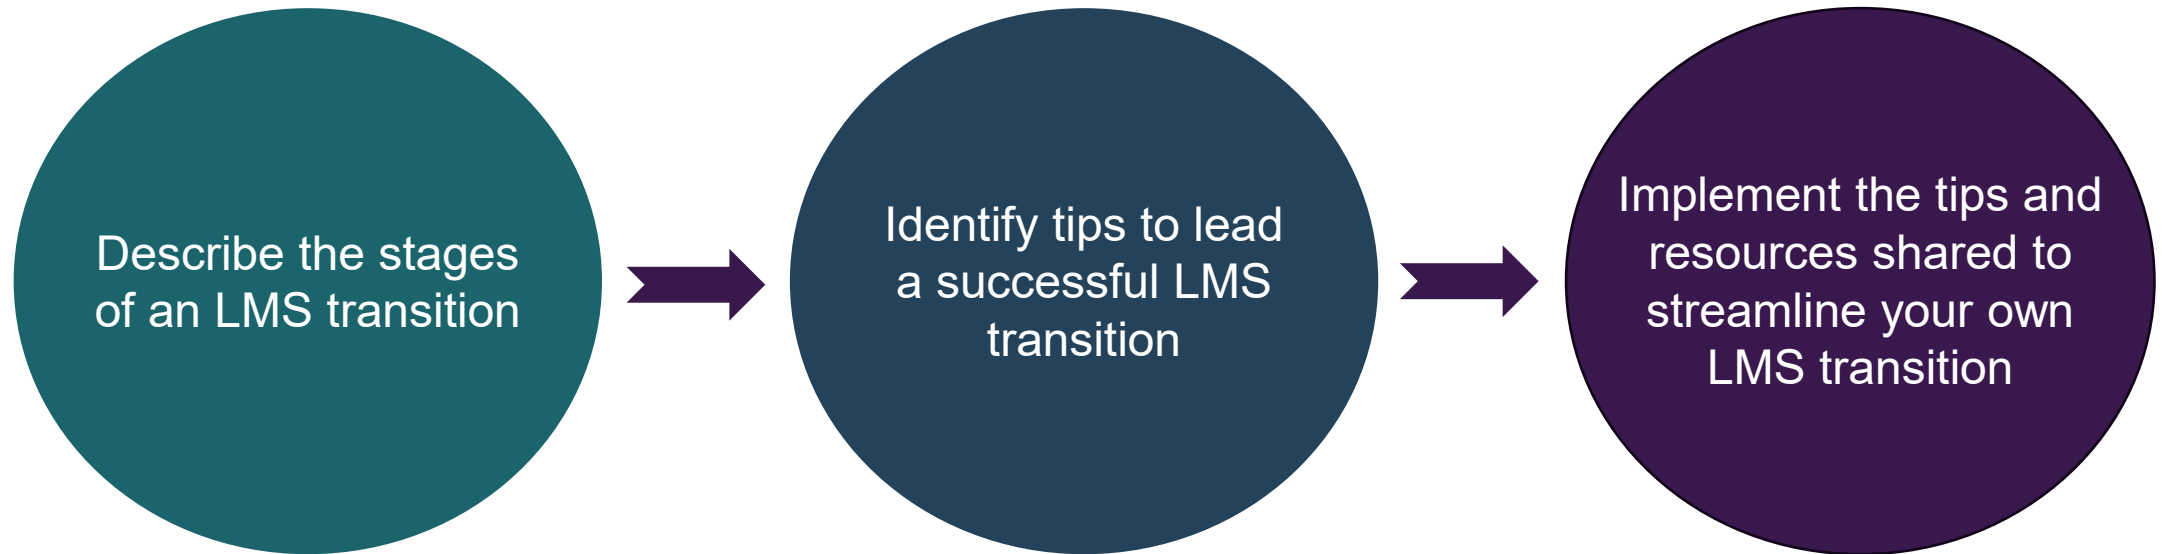 Describe the stages
of an LMS transition
Identify tips to lead
a successful LMS
transition
Implement the tips and
resources shared to
streamline your own
LMS transition